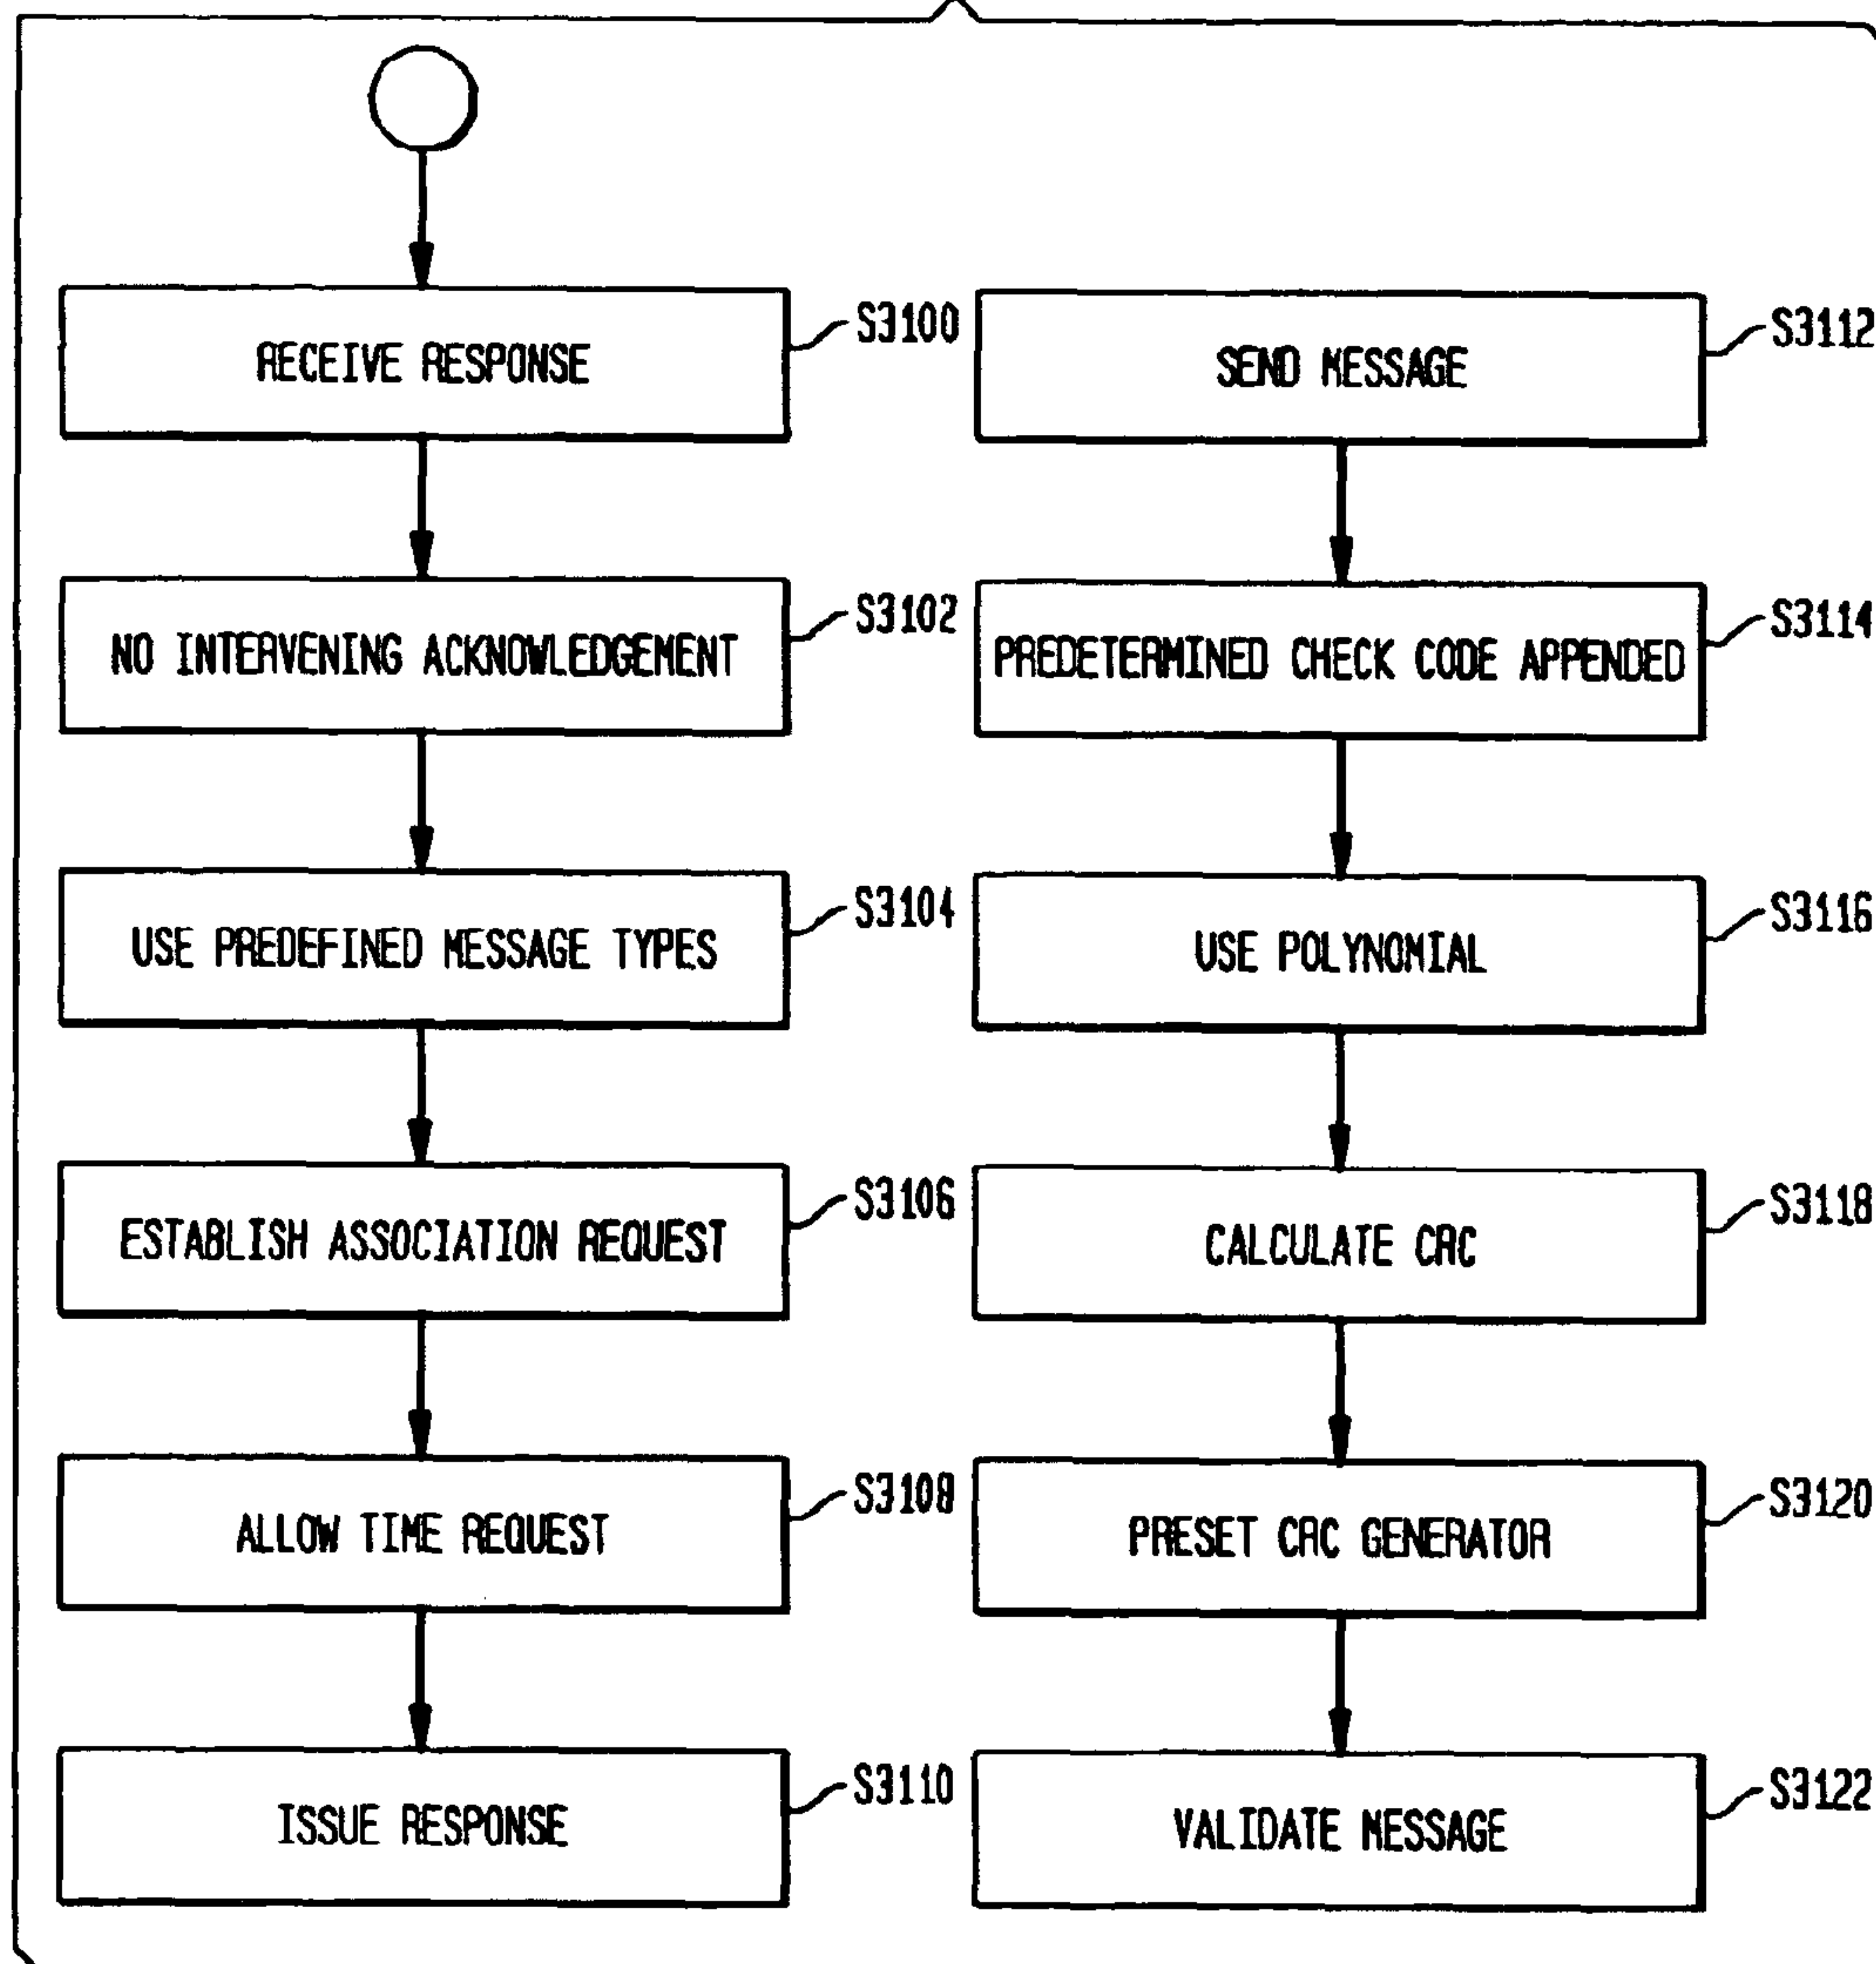 RECEIVE RESPONSE
S3100
NO INTERVENING ACKNOWLEDGEMENT
S3102
USE PREDEFINED MESSAGE TYPES
S3104
ESTABLISH ASSOCIATION REQUEST
S3106
ALLOW TIME REQUEST
S3108
ISSUE RESPONSE
S3110
SEND MESSAGE
S3112
PREDETERMINED CHECK CODE APPENDED
S3114
USE POLYNOMIAL
S3116
CALCULATE CRC
S3118
PRESET CRC GENERATOR
S3120
VALIDATE MESSAGE
S3122